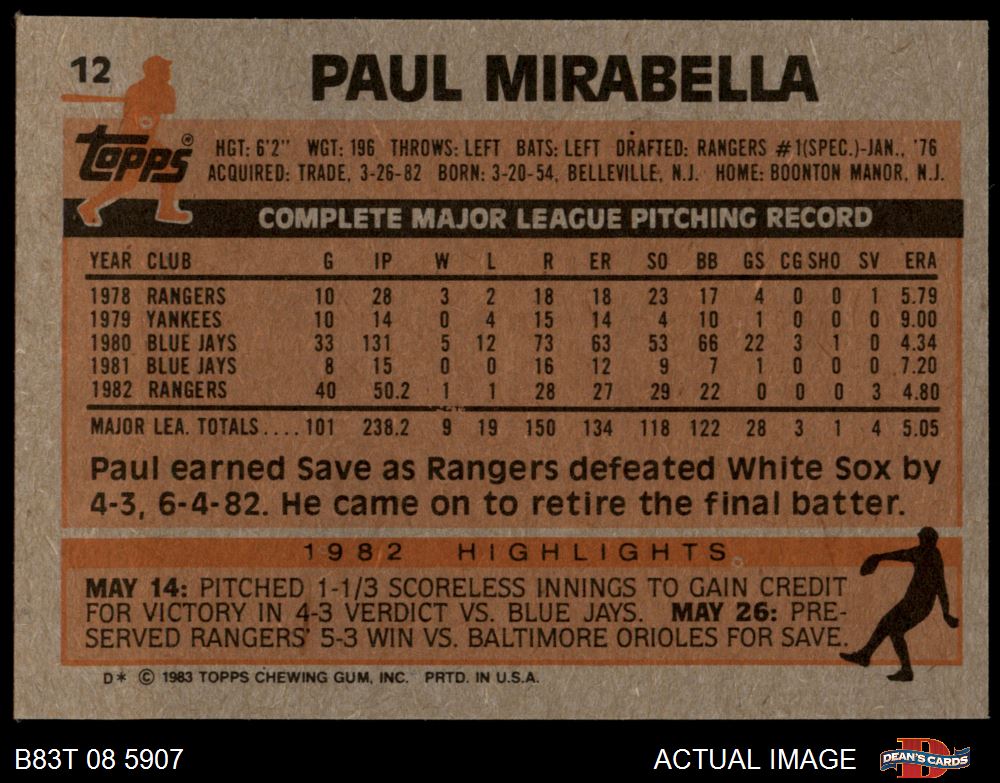 12
PAUL MIRABELLA
Topps®
HGT: 6'2" WGT: 196 THROWS: LEFT BATS: LEFT DRAFTED: RANGERS #1(SPEC.)-JAN., '76
ACQUIRED: TRADE, 3-26-82 BORN: 3-20-54, BELLEVILLE, N.J. HOME: BOONTON MANOR, N.J.
COMPLETE MAJOR LEAGUE PITCHING RECORD
YEAR CLUB G IP W L R ER SO BB GS CG SHO SV ERA
1978 RANGERS 10 28 3 2 18 18 23 17 4 0 0 1 5.79
1979 YANKEES 10 14 0 4 15 14 4 10 1 0 0 0 9.00
1980 BLUE JAYS 33 131 5 12 73 63 53 66 22 3 1 0 4.34
1981 BLUE JAYS 8 15 0 0 16 12 9 7 1 0 0 0 7.20
1982 RANGERS 40 50.2 1 1 28 27 29 22 0 0 0 3 4.80
MAJOR LEA. TOTALS....101 238.2 9 19 150 134 118 122 28 3 1 4 5.05
Paul earned Save as Rangers defeated White Sox by
4-3, 6-4-82. He came on to retire the final batter.
1982 HIGHLIGHTS
MAY 14: PITCHED 1-1/3 SCORELESS INNINGS TO GAIN CREDIT
FOR VICTORY IN 4-3 VERDICT VS. BLUE JAYS. MAY 26: PRE-
SERVED RANGERS' 5-3 WIN VS. BALTIMORE ORIOLES FOR SAVE.
D* © 1983 TOPPS CHEWING GUM, INC. PRTD. IN U.S.A.
B83T 08 5907
ACTUAL IMAGE
DEAN'S CARDS